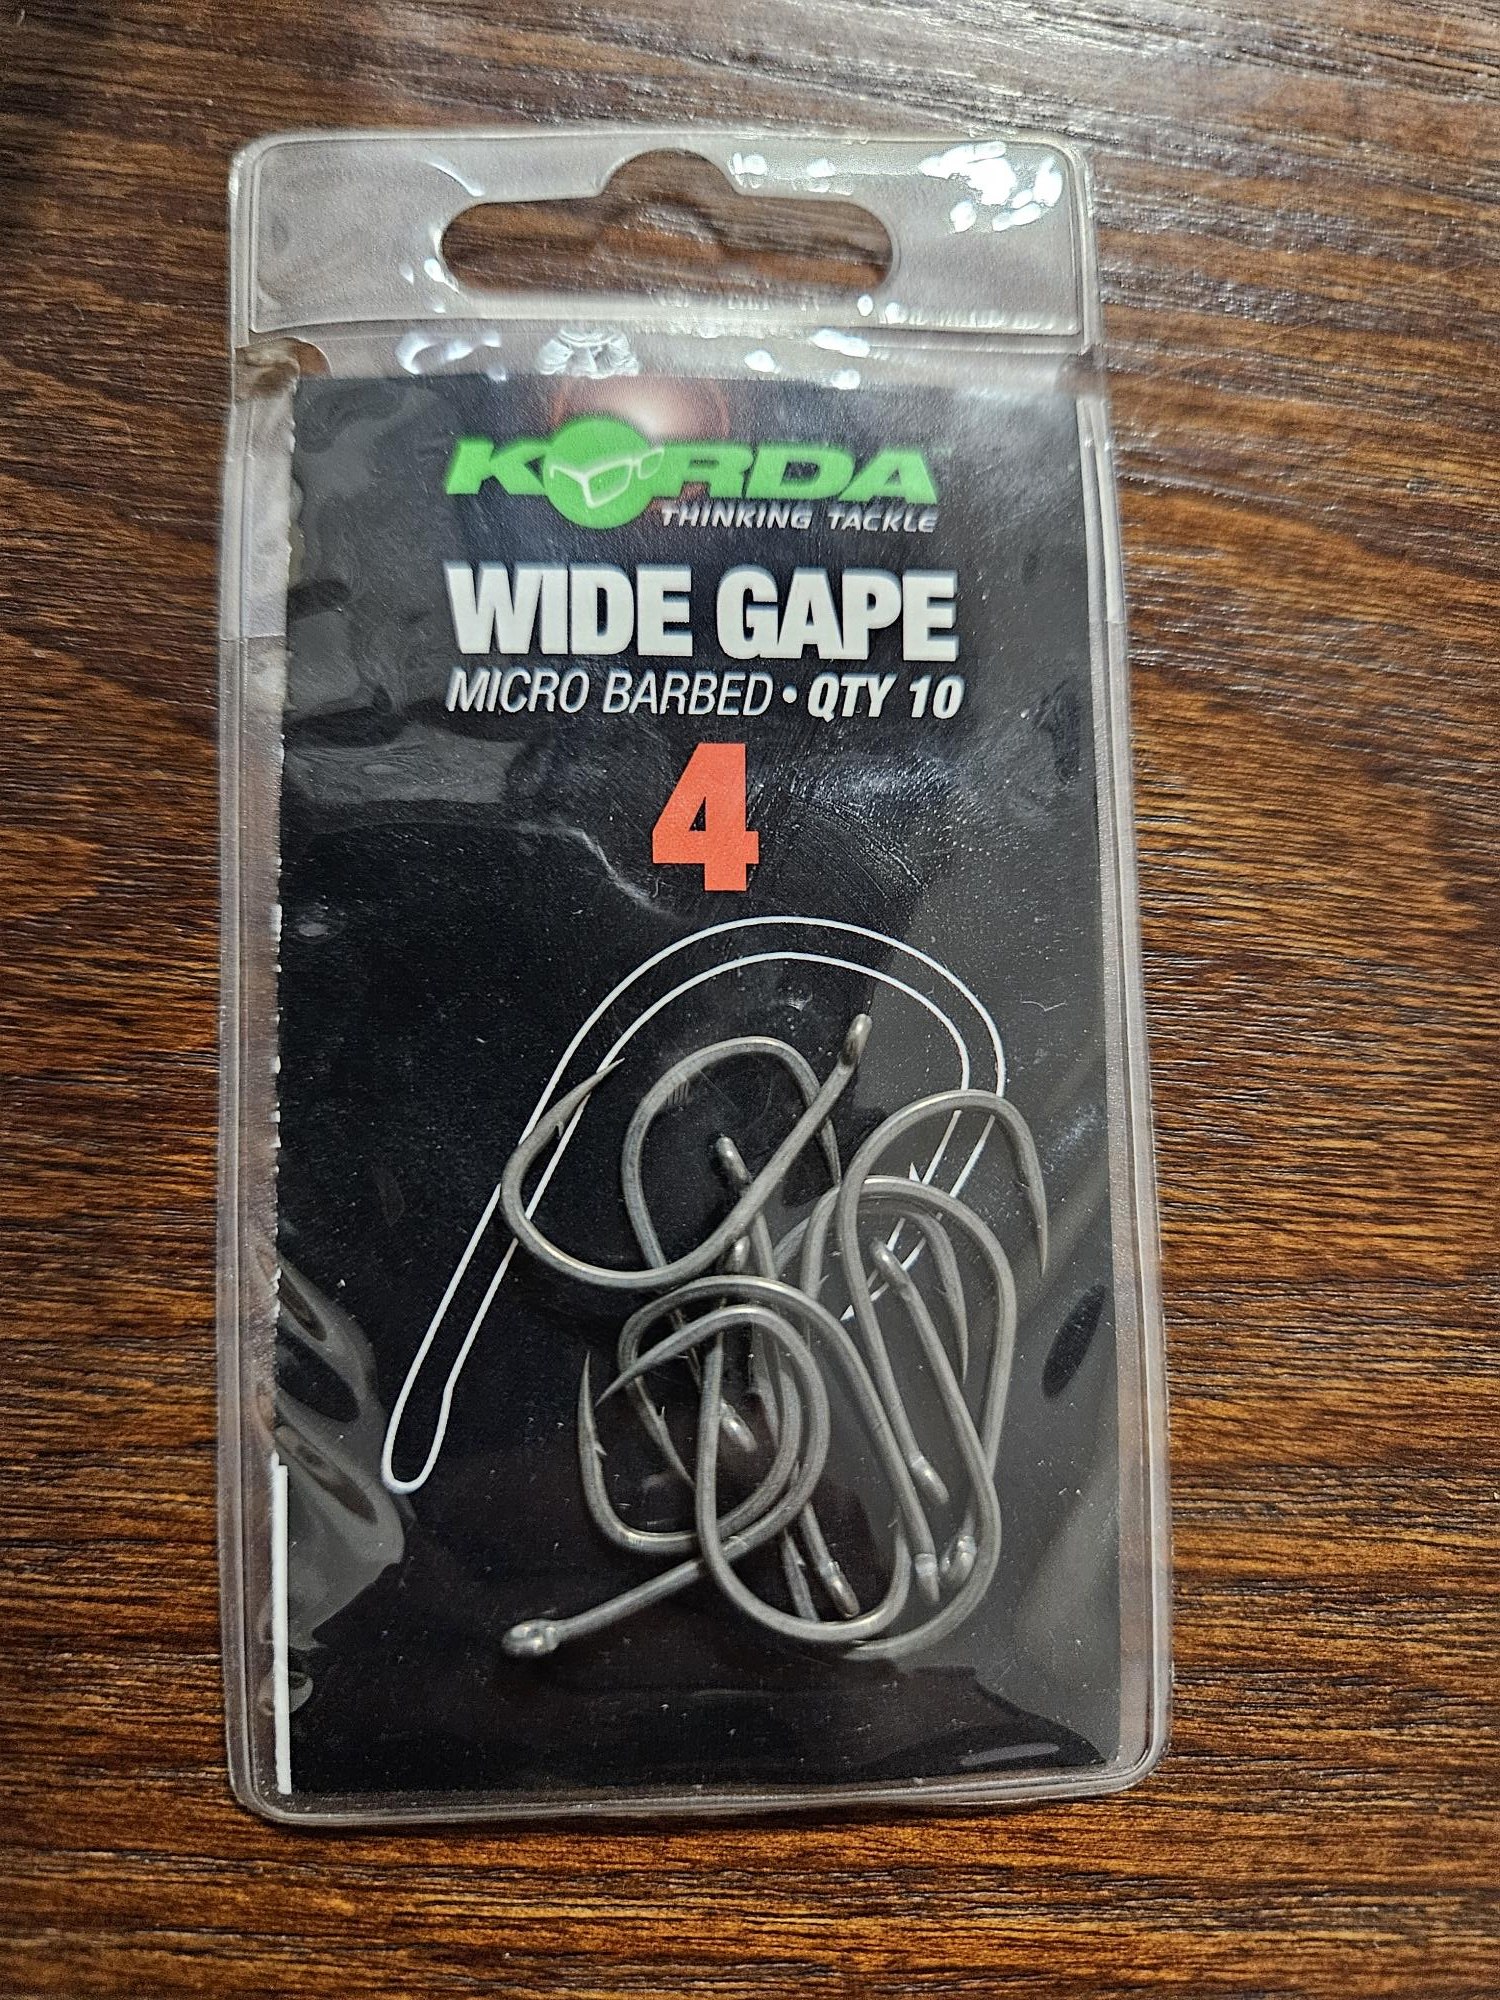 KORDA
THINKING TACKLE
WIDE GAPE
MICRO BARBED • QTY 10
4